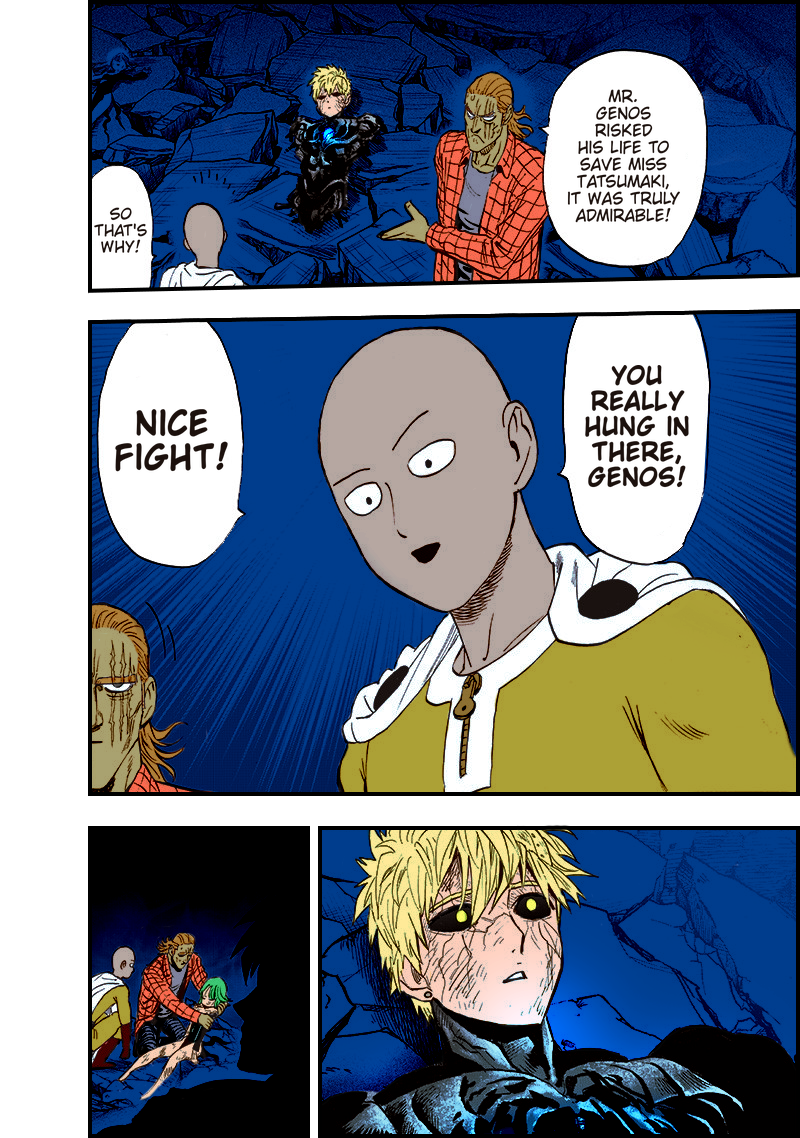 MR.
GENOS
RISKED
HIS LIFE TO
SAVE MISS
TATSUMAKI,
IT WAS TRULY
ADMIRABLE!
SO
THAT'S
WHY!
YOU
REALLY
HUNG IN
THERE,
GENOS!
NICE
FIGHT!